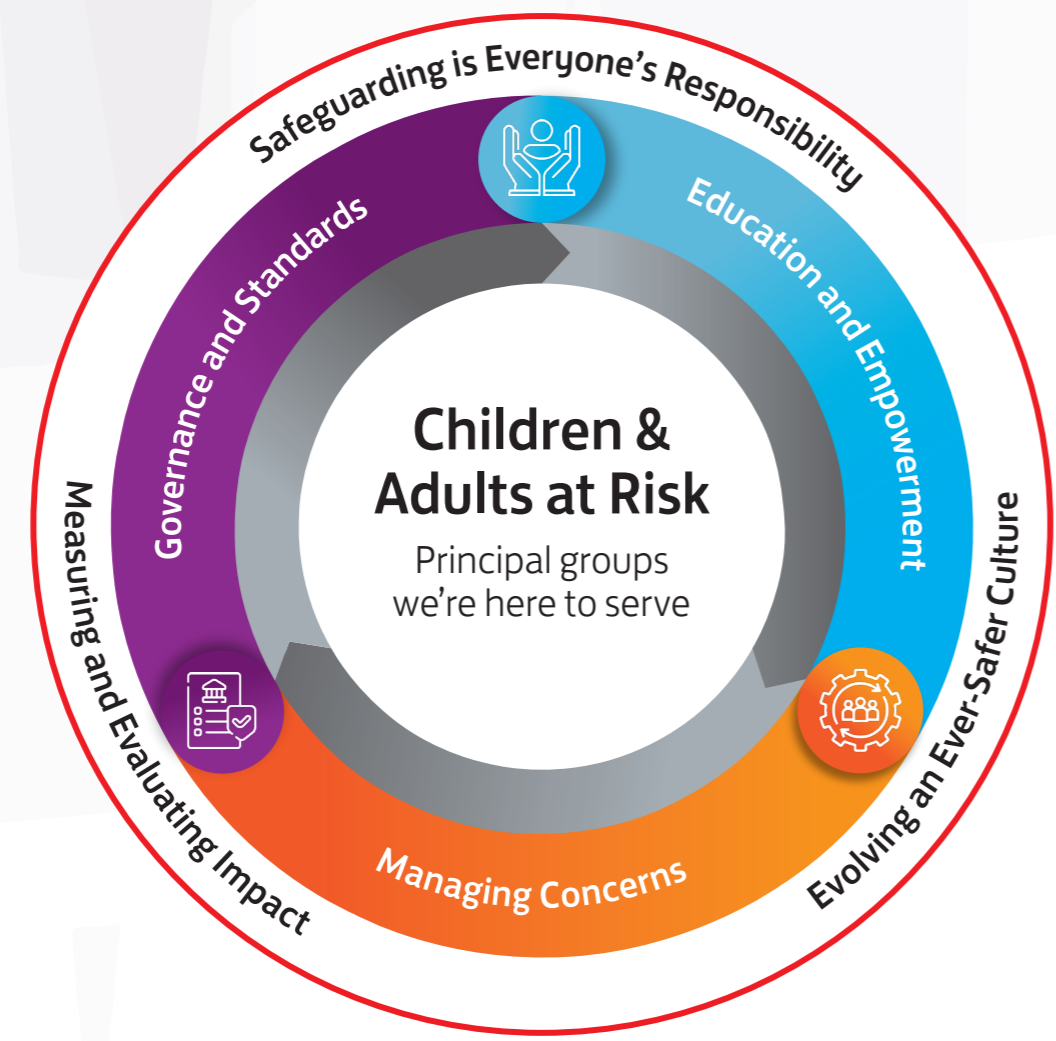 Safeguarding is Everyone's Responsibility
Governance and Standards
Education and Empowerment
Children &
Adults at Risk
Principal groups
we're here to serve
Managing Concerns
Measuring and Evaluating Impact
Evolving an Ever-Safer Culture